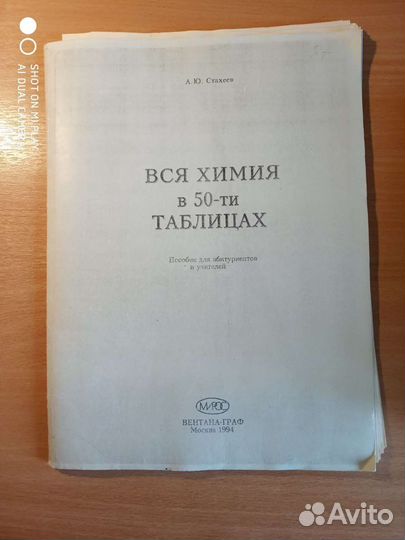 SHOT ON MI PLAY
AI DUAL CAMERA
А. Ю. Стахеев
ВСЯ ХИМИЯ
в 50-ти
ТАБЛИЦАХ
Пособие для абитуриентов
и учителей
МИРОС
ВЕНТАНА-ГРАФ
Москва 1994
Avito